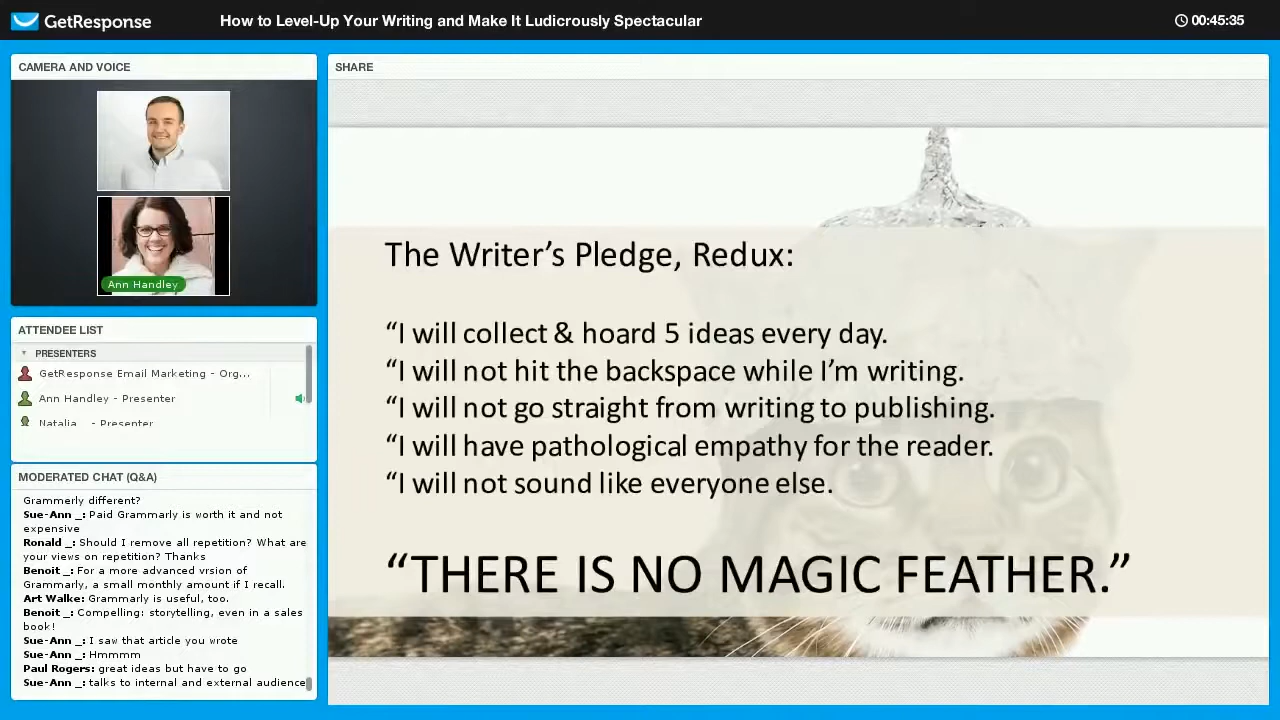 GetResponse
How to Level-Up Your Writing and Make It Ludicrously Spectacular
00:45:35
CAMERA AND VOICE
Ann Handley
ATTENDEE LIST
PRESENTERS
GetResponse Email Marketing - Org...
Ann Handley - Presenter
Natalia _ - Presenter
MODERATED CHAT (Q&A)
Grammerly different?
Sue-Ann _: Paid Grammarly is worth it and not
expensive
Ronald _: Should I remove all repetition? What are
your views on repetition? Thanks
Benoit _: For a more advanced vrsion of
Grammarly, a small monthly amount if I recall.
Art Walke: Grammarly is useful, too.
Benoit _: Compelling: storytelling, even in a sales
book!
Sue-Ann _: I saw that article you wrote
Sue-Ann _: Hmmmm
Paul Rogers: great ideas but have to go
Sue-Ann _: talks to internal and external audience
SHARE
The Writer’s Pledge, Redux:
“I will collect & hoard 5 ideas every day.
“I will not hit the backspace while I’m writing.
“I will not go straight from writing to publishing.
“I will have pathological empathy for the reader.
“I will not sound like everyone else.
“THERE IS NO MAGIC FEATHER.”